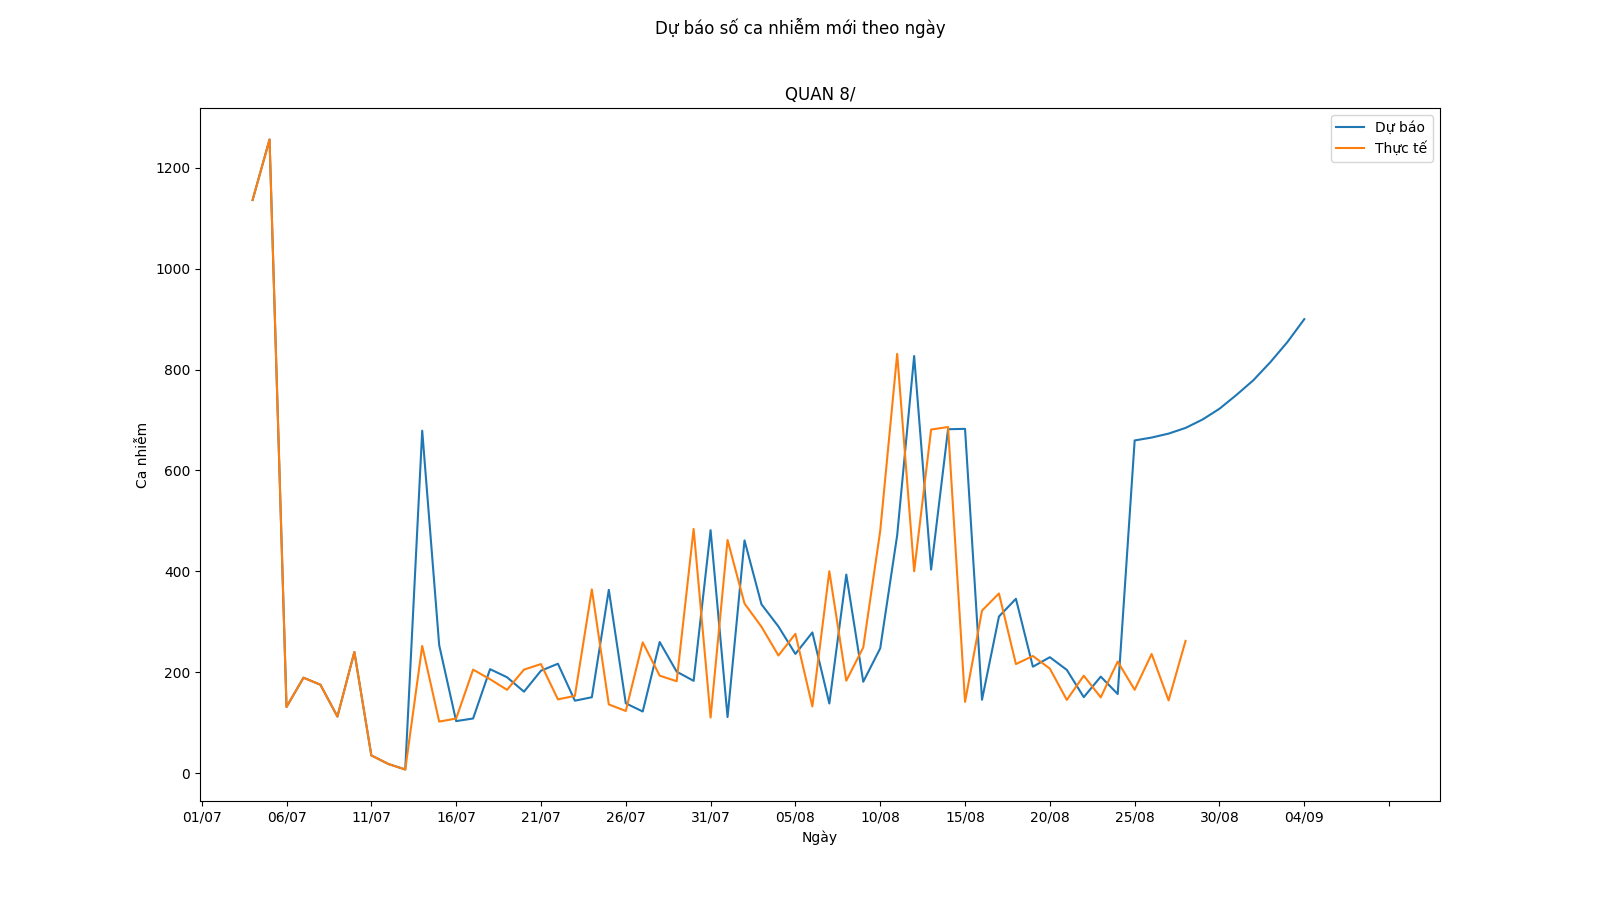 Dự báo số ca nhiễm mới theo ngày
QUAN 8/
Dự báo
Thực tế
1200
1000
800
600
400
200
0
Ca nhiễm
01/07 06/07 11/07 16/07 21/07 26/07 31/07 05/08 10/08 15/08 20/08 25/08 30/08 04/09
Ngày